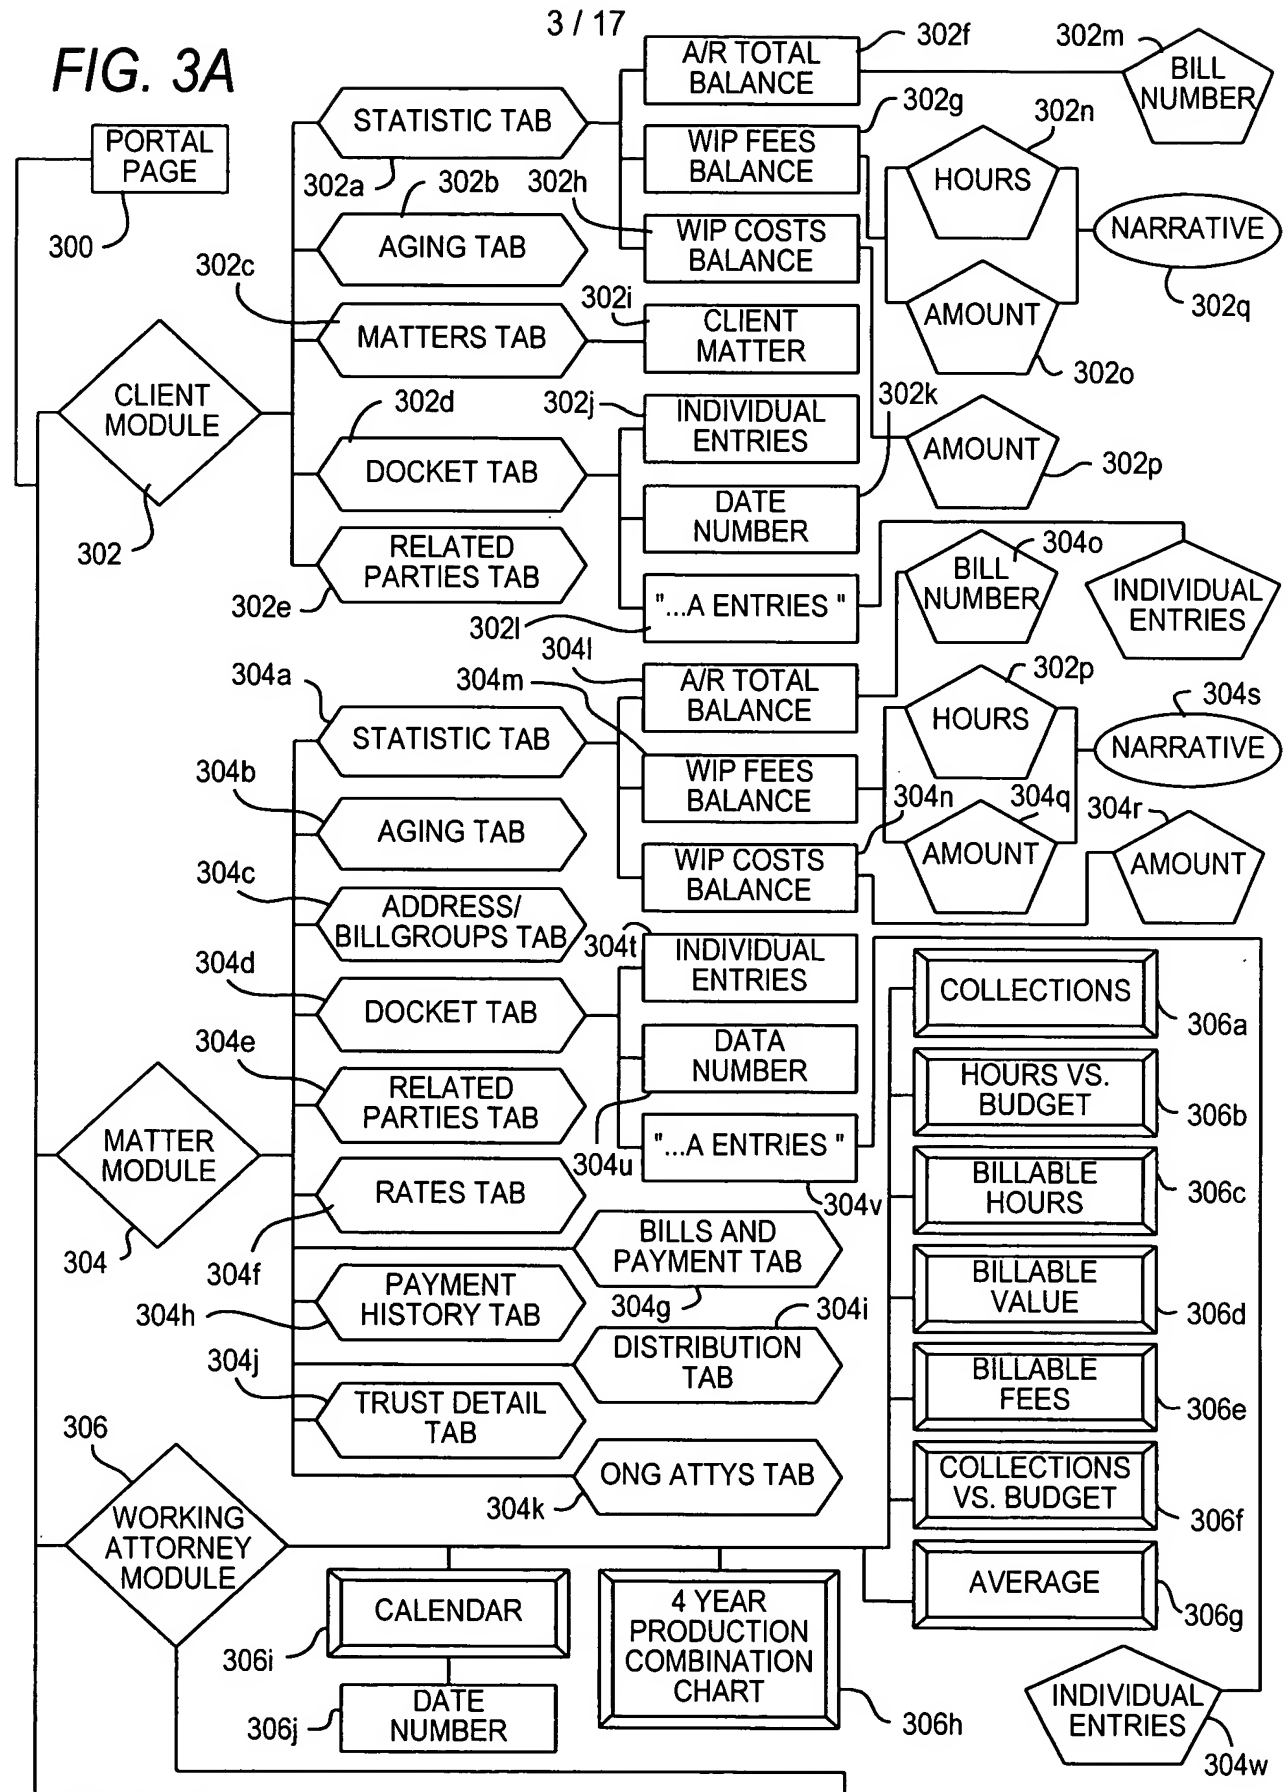 3 / 17
FIG. 3A
PORTAL
PAGE
300
CLIENT
MODULE
302
STATISTIC TAB
302a
302b
AGING TAB
302c
MATTERS TAB
302d
DOCKET TAB
RELATED
PARTIES TAB
302e
A/R TOTAL
BALANCE
302f
WIP FEES
BALANCE
302g
302h
WIP COSTS
BALANCE
302i
CLIENT
MATTER
302j
INDIVIDUAL
ENTRIES
302k
DATE
NUMBER
"...A ENTRIES "
302l
302m
BILL
NUMBER
302n
HOURS
AMOUNT
302o
NARRATIVE
302q
AMOUNT
302p
INDIVIDUAL
ENTRIES
MATTER
MODULE
304
304a
STATISTIC TAB
304b
AGING TAB
304c
ADDRESS/
BILLGROUPS TAB
304d
DOCKET TAB
304e
RELATED
PARTIES TAB
RATES TAB
304f
BILLS AND
PAYMENT TAB
304g
PAYMENT
HISTORY TAB
304h
304i
DISTRIBUTION
TAB
304j
TRUST DETAIL
TAB
ONG ATTYS TAB
304k
304l
A/R TOTAL
BALANCE
304m
WIP FEES
BALANCE
304n
WIP COSTS
BALANCE
304o
BILL
NUMBER
302p
HOURS
304q
AMOUNT
304r
AMOUNT
304s
NARRATIVE
304t
INDIVIDUAL
ENTRIES
DATA
NUMBER
304u
"...A ENTRIES "
304v
INDIVIDUAL
ENTRIES
304w
306
WORKING
ATTORNEY
MODULE
COLLECTIONS
306a
HOURS VS.
BUDGET
306b
BILLABLE
HOURS
306c
BILLABLE
VALUE
306d
BILLABLE
FEES
306e
COLLECTIONS
VS. BUDGET
306f
AVERAGE
306g
4 YEAR
PRODUCTION
COMBINATION
CHART
306h
CALENDAR
306i
DATE
NUMBER
306j